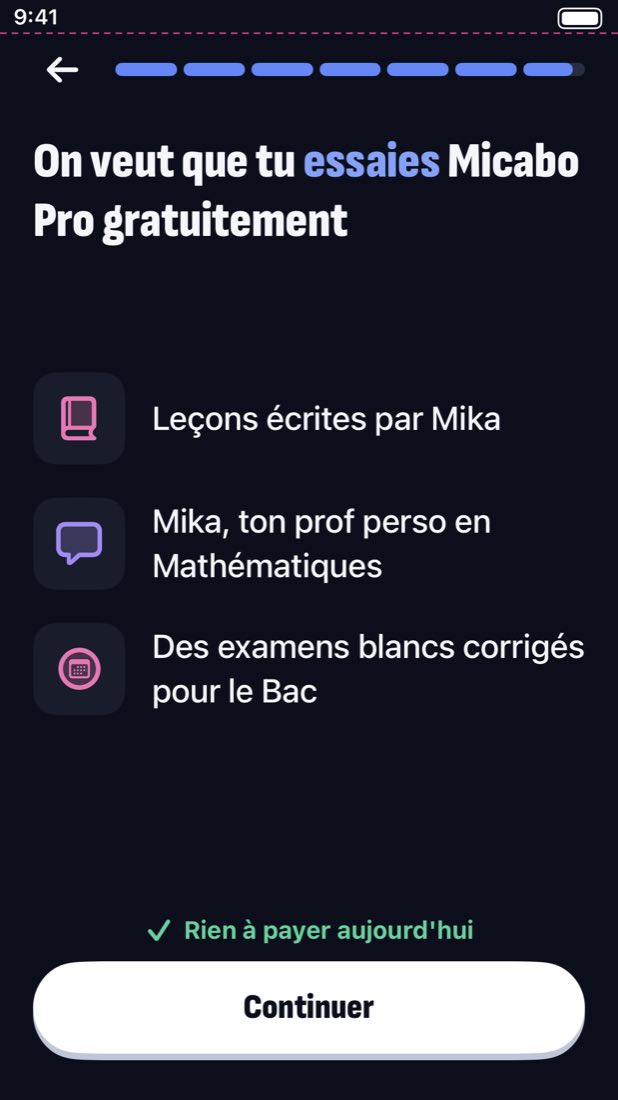 9:41
On veut que tu essaies Micabo
Pro gratuitement
Leçons écrites par Mika
Mika, ton prof perso en
Mathématiques
Des examens blancs corrigés
pour le Bac
Rien à payer aujourd'hui
Continuer